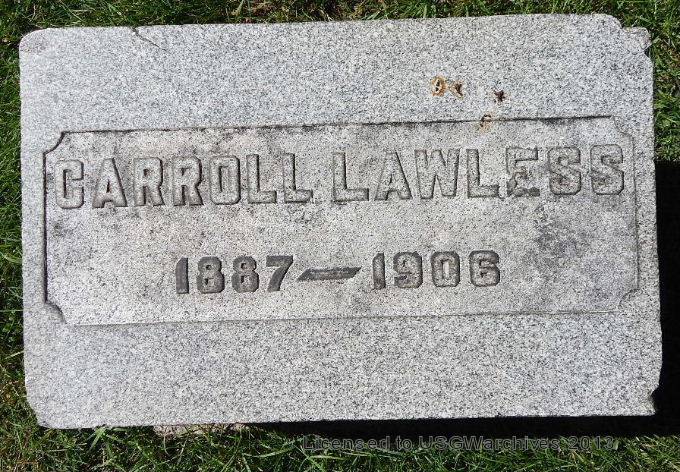 CARROLL LAWLESS
1887—1906
Licensed to USGWarchives 2013